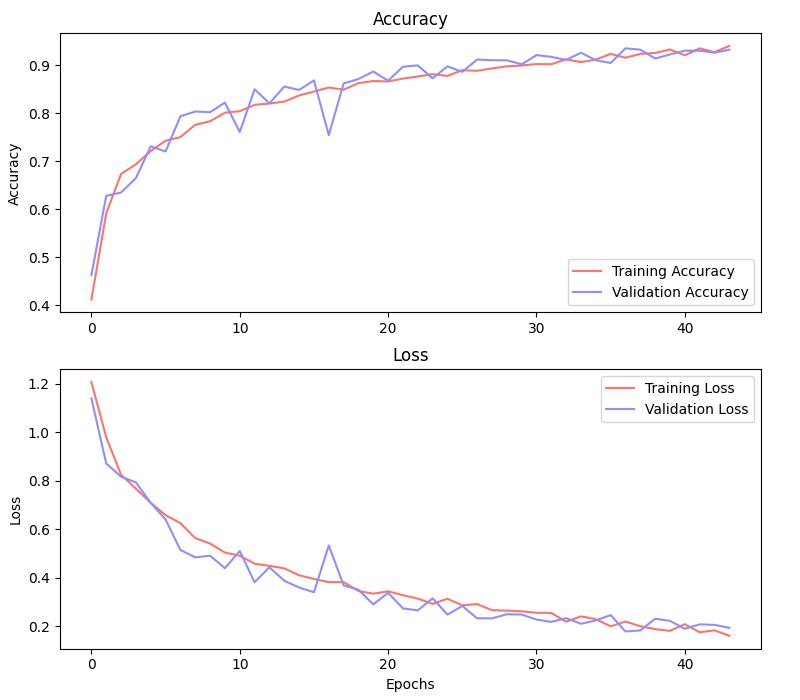 Accuracy
0.9
0.8
0.7
0.6
0.5
0.4
Accuracy
Training Accuracy
Validation Accuracy
0 10 20 30 40
Loss
1.2
1.0
0.8
0.6
0.4
0.2
Loss
Training Loss
Validation Loss
0 10 20 30 40
Epochs